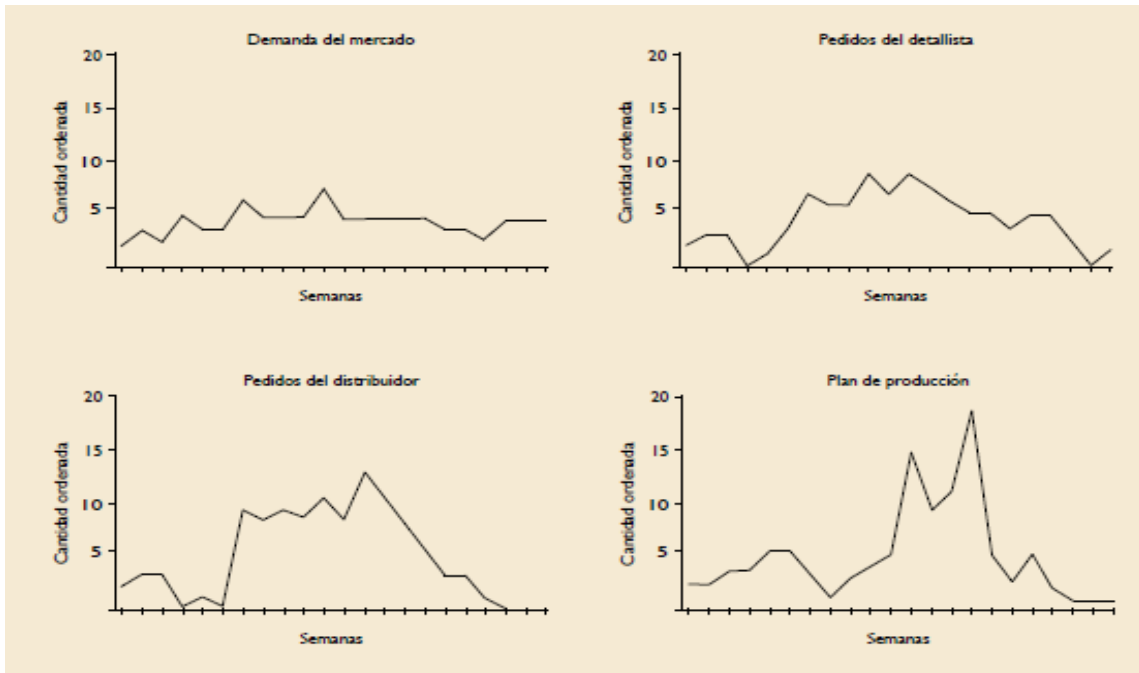 Demanda del mercado
20
15
10
5
Cantidad ordenada
Semanas
Pedidos del detallista
20
15
10
5
Cantidad ordenada
Semanas
Pedidos del distribuidor
20
15
10
5
Cantidad ordenada
Semanas
Plan de producción
20
15
10
5
Cantidad ordenada
Semanas